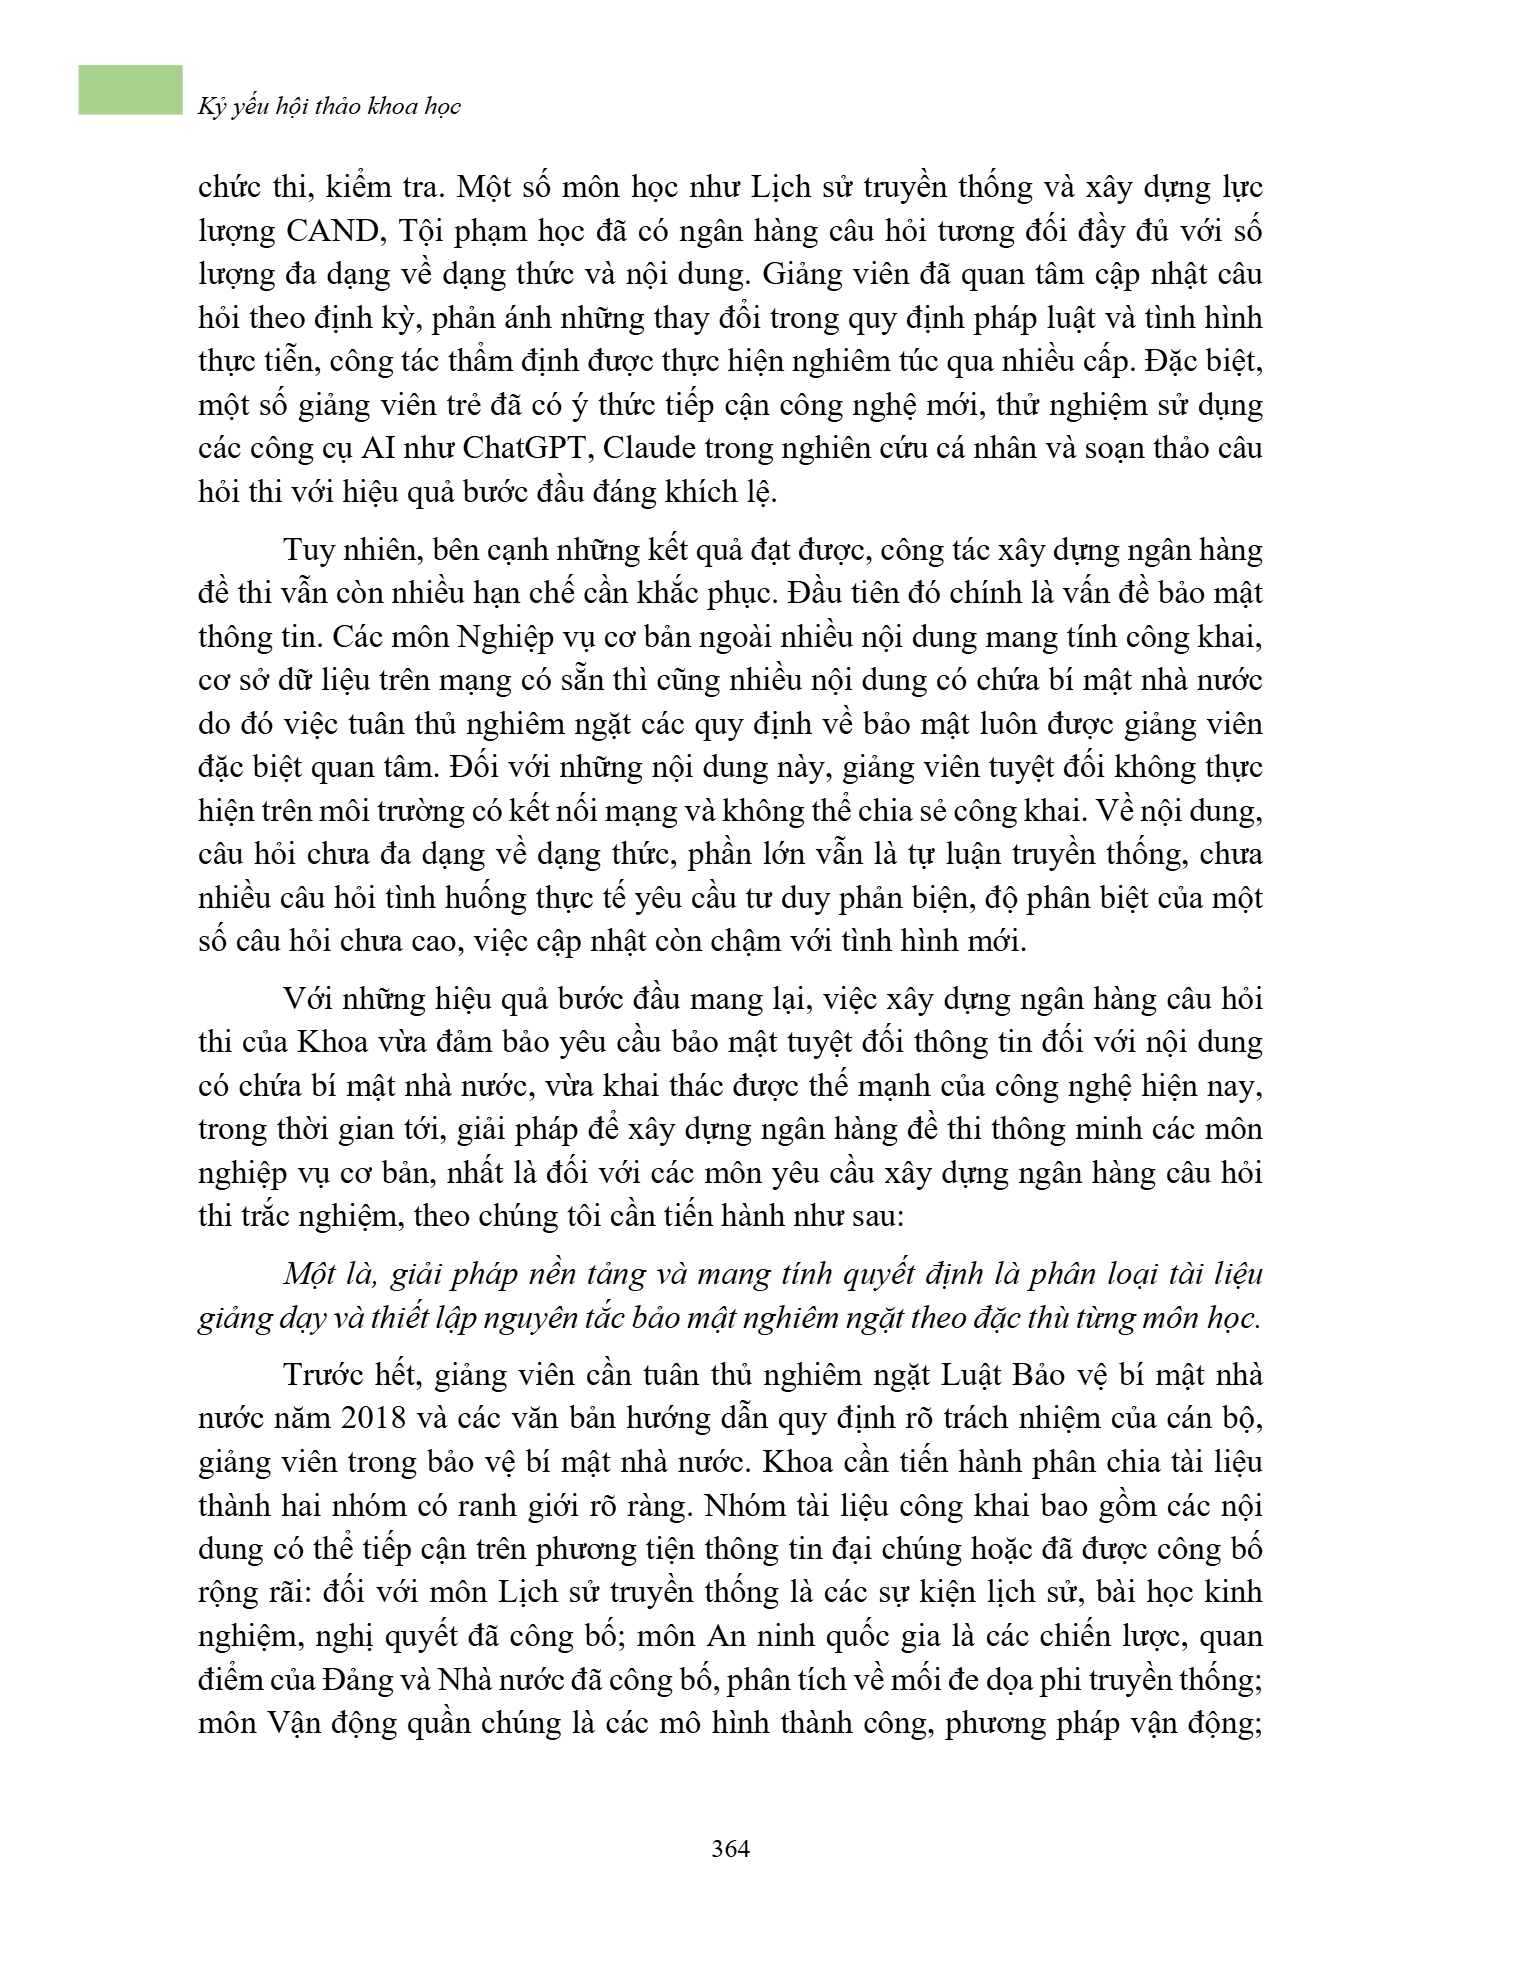 Kỷ yếu hội thảo khoa học
chức thi, kiểm tra. Một số môn học như Lịch sử truyền thống và xây dựng lực
lượng CAND, Tội phạm học đã có ngân hàng câu hỏi tương đối đầy đủ với số
lượng đa dạng về dạng thức và nội dung. Giảng viên đã quan tâm cập nhật câu
hỏi theo định kỳ, phản ánh những thay đổi trong quy định pháp luật và tình hình
thực tiễn, công tác thẩm định được thực hiện nghiêm túc qua nhiều cấp. Đặc biệt,
một số giảng viên trẻ đã có ý thức tiếp cận công nghệ mới, thử nghiệm sử dụng
các công cụ AI như ChatGPT, Claude trong nghiên cứu cá nhân và soạn thảo câu
hỏi thi với hiệu quả bước đầu đáng khích lệ.
Tuy nhiên, bên cạnh những kết quả đạt được, công tác xây dựng ngân hàng
đề thi vẫn còn nhiều hạn chế cần khắc phục. Đầu tiên đó chính là vấn đề bảo mật
thông tin. Các môn Nghiệp vụ cơ bản ngoài nhiều nội dung mang tính công khai,
cơ sở dữ liệu trên mạng có sẵn thì cũng nhiều nội dung có chứa bí mật nhà nước
do đó việc tuân thủ nghiêm ngặt các quy định về bảo mật luôn được giảng viên
đặc biệt quan tâm. Đối với những nội dung này, giảng viên tuyệt đối không thực
hiện trên môi trường có kết nối mạng và không thể chia sẻ công khai. Về nội dung,
câu hỏi chưa đa dạng về dạng thức, phần lớn vẫn là tự luận truyền thống, chưa
nhiều câu hỏi tình huống thực tế yêu cầu tư duy phản biện, độ phân biệt của một
số câu hỏi chưa cao, việc cập nhật còn chậm với tình hình mới.
Với những hiệu quả bước đầu mang lại, việc xây dựng ngân hàng câu hỏi
thi của Khoa vừa đảm bảo yêu cầu bảo mật tuyệt đối thông tin đối với nội dung
có chứa bí mật nhà nước, vừa khai thác được thế mạnh của công nghệ hiện nay,
trong thời gian tới, giải pháp để xây dựng ngân hàng đề thi thông minh các môn
nghiệp vụ cơ bản, nhất là đối với các môn yêu cầu xây dựng ngân hàng câu hỏi
thi trắc nghiệm, theo chúng tôi cần tiến hành như sau:
Một là, giải pháp nền tảng và mang tính quyết định là phân loại tài liệu
giảng dạy và thiết lập nguyên tắc bảo mật nghiêm ngặt theo đặc thù từng môn học.
Trước hết, giảng viên cần tuân thủ nghiêm ngặt Luật Bảo vệ bí mật nhà
nước năm 2018 và các văn bản hướng dẫn quy định rõ trách nhiệm của cán bộ,
giảng viên trong bảo vệ bí mật nhà nước. Khoa cần tiến hành phân chia tài liệu
thành hai nhóm có ranh giới rõ ràng. Nhóm tài liệu công khai bao gồm các nội
dung có thể tiếp cận trên phương tiện thông tin đại chúng hoặc đã được công bố
rộng rãi: đối với môn Lịch sử truyền thống là các sự kiện lịch sử, bài học kinh
nghiệm, nghị quyết đã công bố; môn An ninh quốc gia là các chiến lược, quan
điểm của Đảng và Nhà nước đã công bố, phân tích về mối đe dọa phi truyền thống;
môn Vận động quần chúng là các mô hình thành công, phương pháp vận động;
364